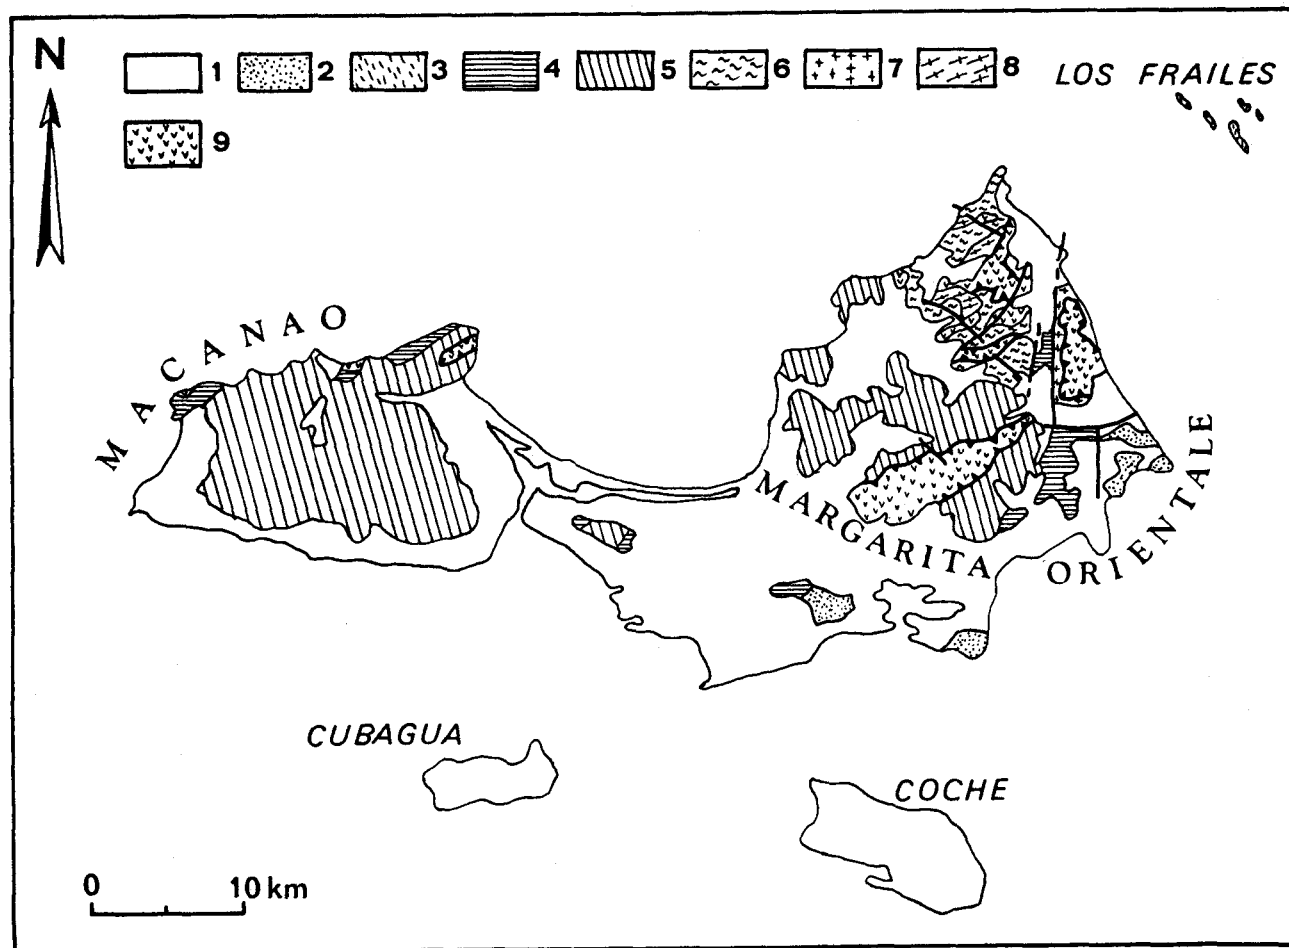 N
1 2 3 4 5 6 7 8
9
LOS FRAILES
MACANAO
MARGARITA ORIENTALE
CUBAGUA
COCHE
0 10 km